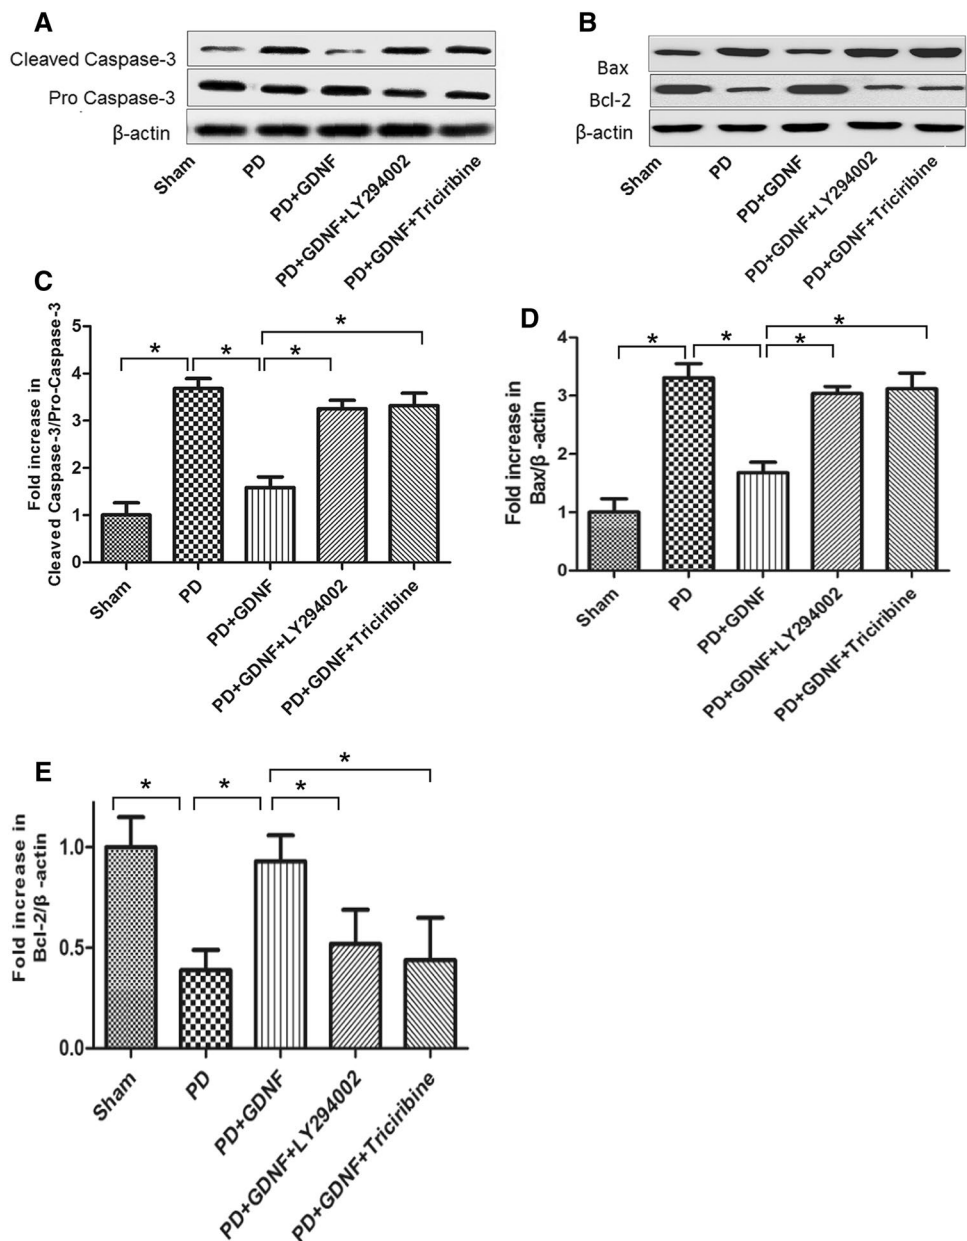 A
Cleaved Caspase-3
Pro Caspase-3
β-actin
Sham
PD
PD+GDNF
PD+GDNF+LY294002
PD+GDNF+Triciribine
B
Bax
Bcl-2
β-actin
Sham
PD
PD+GDNF
PD+GDNF+LY294002
PD+GDNF+Triciribine
C
Fold increase in
Cleaved Caspase-3/Pro-Caspase-3
5
4
3
2
1
0
*
*
*
*
Sham
PD
PD+GDNF
PD+GDNF+LY294002
PD+GDNF+Triciribine
D
Fold increase in
Bax/β -actin
4
3
2
1
0
*
*
*
*
Sham
PD
PD+GDNF
PD+GDNF+LY294002
PD+GDNF+Triciribine
E
Fold increase in
Bcl-2/β -actin
1.0
0.5
0.0
*
*
*
*
Sham
PD
PD+GDNF
PD+GDNF+LY294002
PD+GDNF+Triciribine